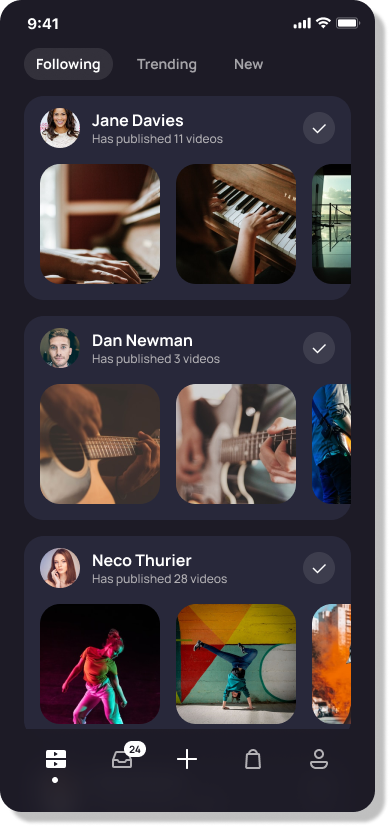 9:41
Following Trending New
Jane Davies
Has published 11 videos
Dan Newman
Has published 3 videos
Neco Thurier
Has published 28 videos
24